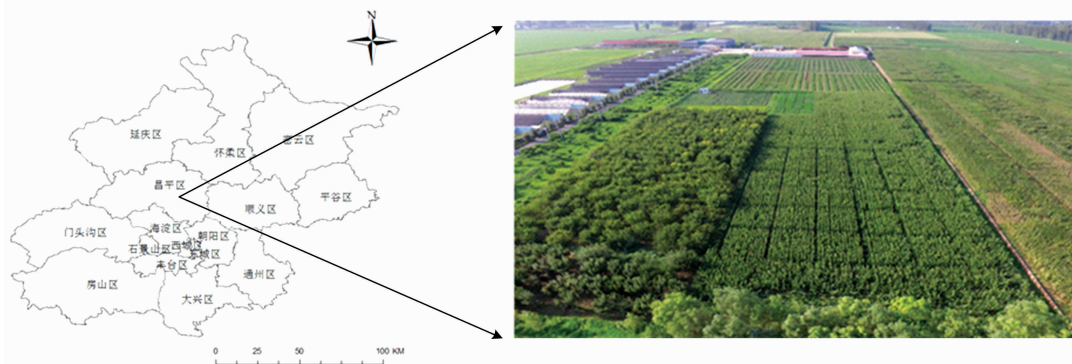 N
延庆区
怀柔区
密云区
昌平区
顺义区
平谷区
门头沟区
海淀区
朝阳区
石景山区
西城区
东城区
丰台区
通州区
房山区
大兴区
0 25 50 100 KM